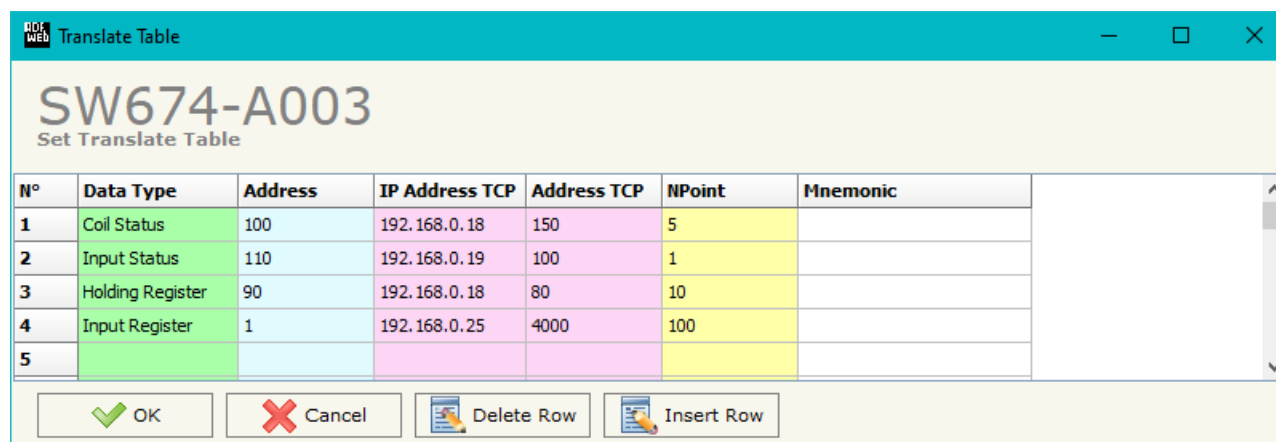 ADF WEB Translate Table
SW674-A003
Set Translate Table
N° Data Type Address IP Address TCP Address TCP NPoint Mnemonic
1 Coil Status 100 192.168.0.18 150 5
2 Input Status 110 192.168.0.19 100 1
3 Holding Register 90 192.168.0.18 80 10
4 Input Register 1 192.168.0.25 4000 100
5
OK Cancel Delete Row Insert Row